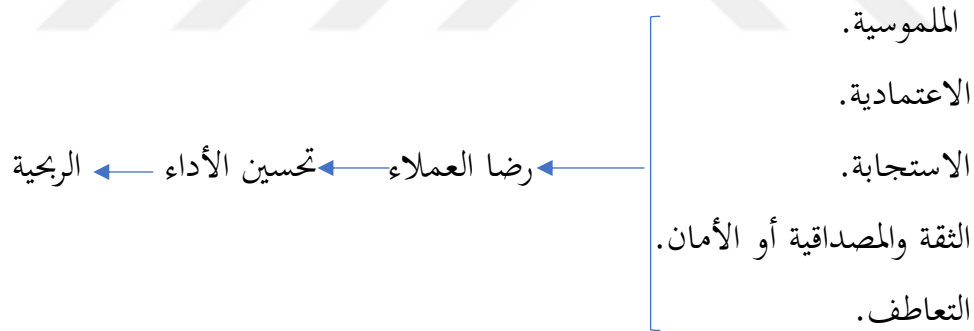 الملموسية.
الاعتمادية.
الاستجابة.
رضا العملاء
تحسين الأداء
الربحية
الثقة والمصداقية أو الأمان.
التعاطف.